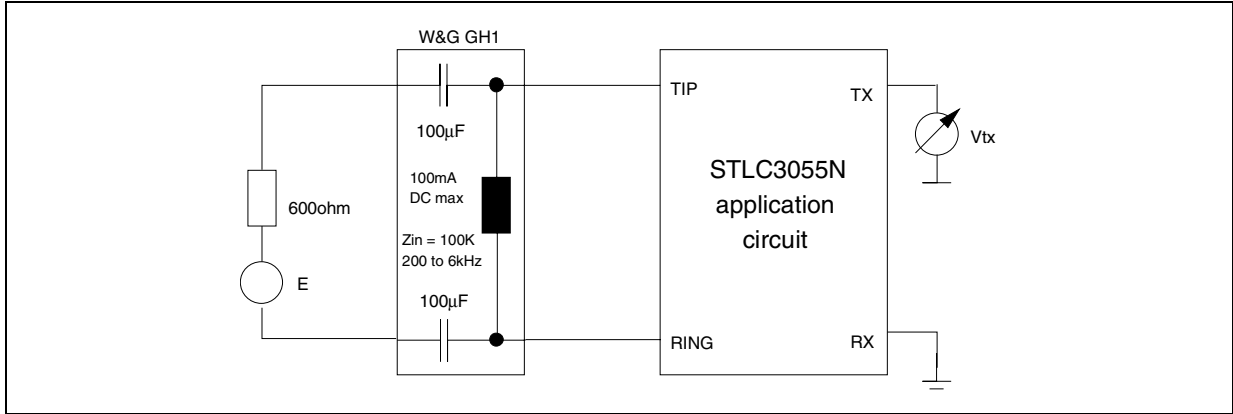 W&G GH1
TIP
TX
100μF
Vtx
100mA
DC max
STLC3055N
application
circuit
600ohm
Zin = 100K
200 to 6kHz
E
100μF
RING
RX